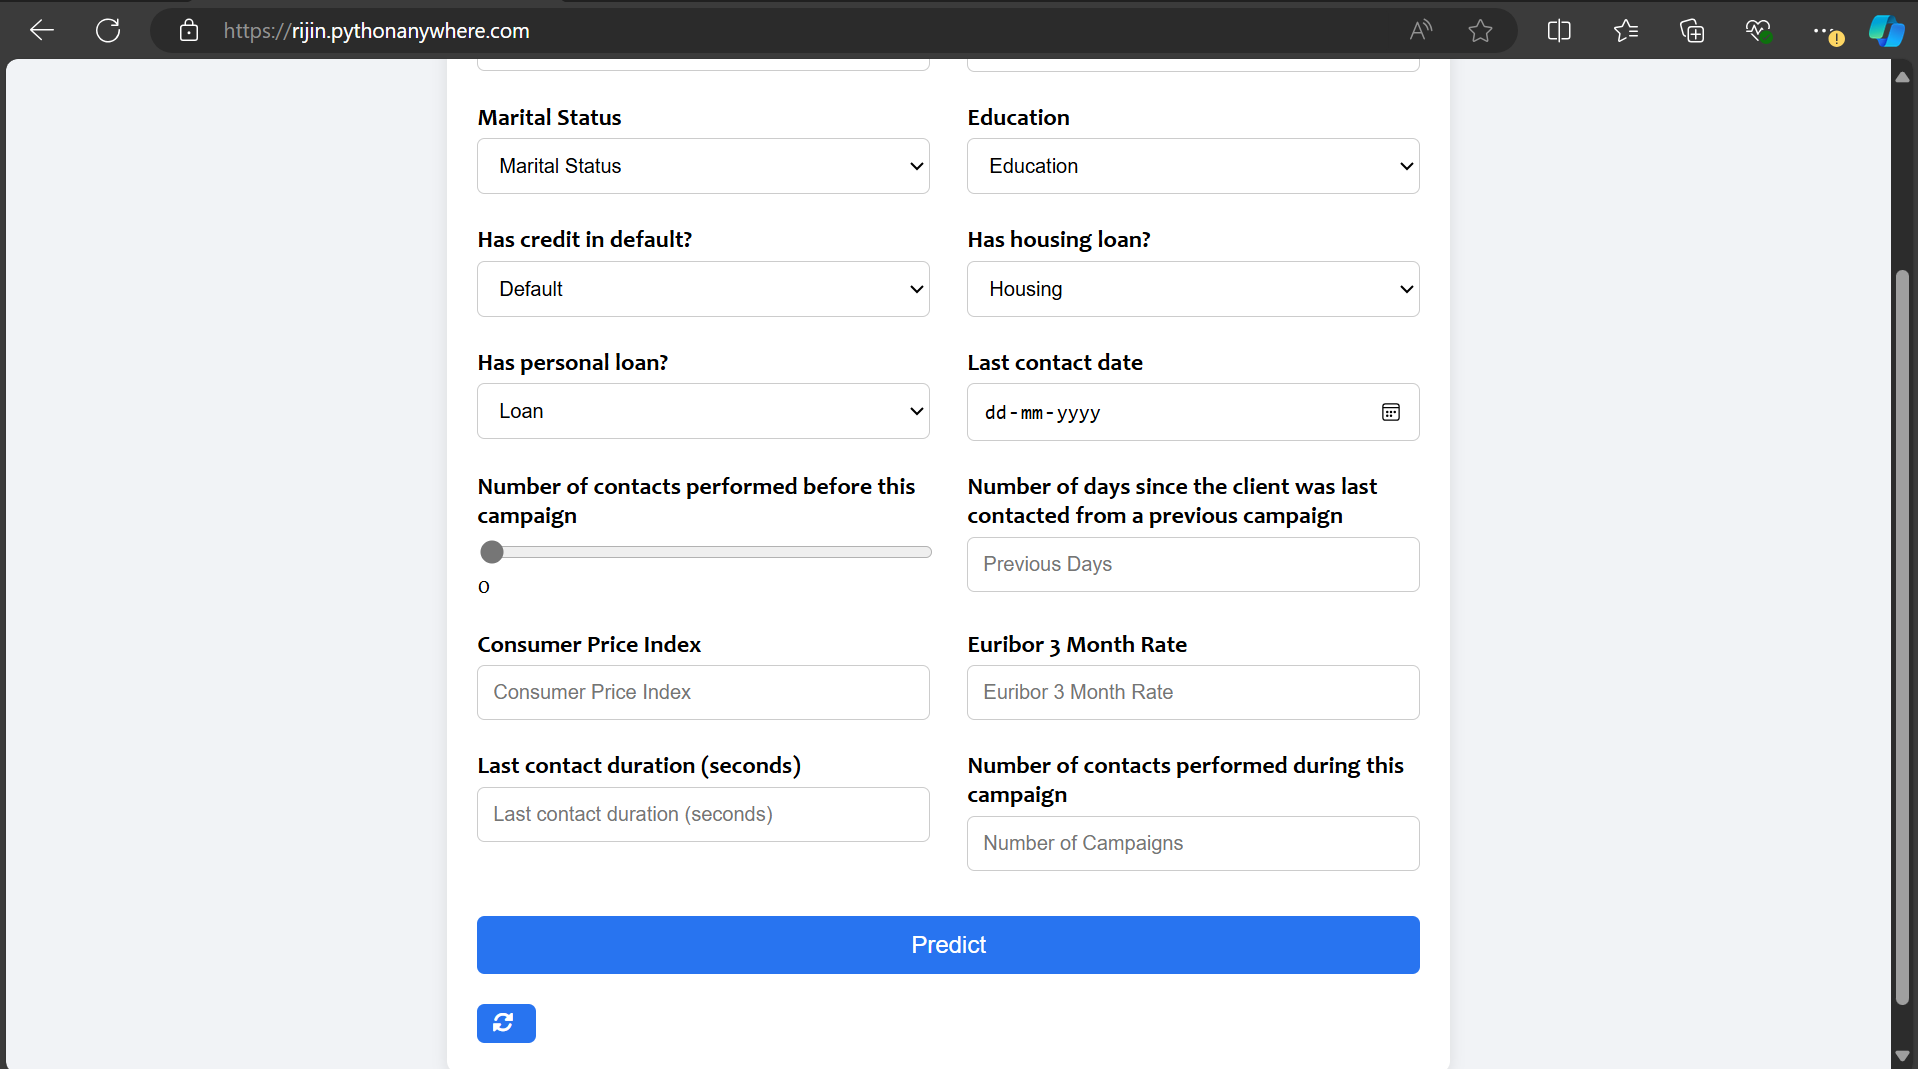 https://rijin.pythonanywhere.com
Marital Status
Education
Marital Status
Education
Has credit in default?
Has housing loan?
Default
Housing
Has personal loan?
Last contact date
Loan
dd-mm-yyyy
Number of contacts performed before this
campaign
Number of days since the client was last
contacted from a previous campaign
0
Previous Days
Consumer Price Index
Euribor 3 Month Rate
Consumer Price Index
Euribor 3 Month Rate
Last contact duration (seconds)
Number of contacts performed during this
campaign
Last contact duration (seconds)
Number of Campaigns
Predict